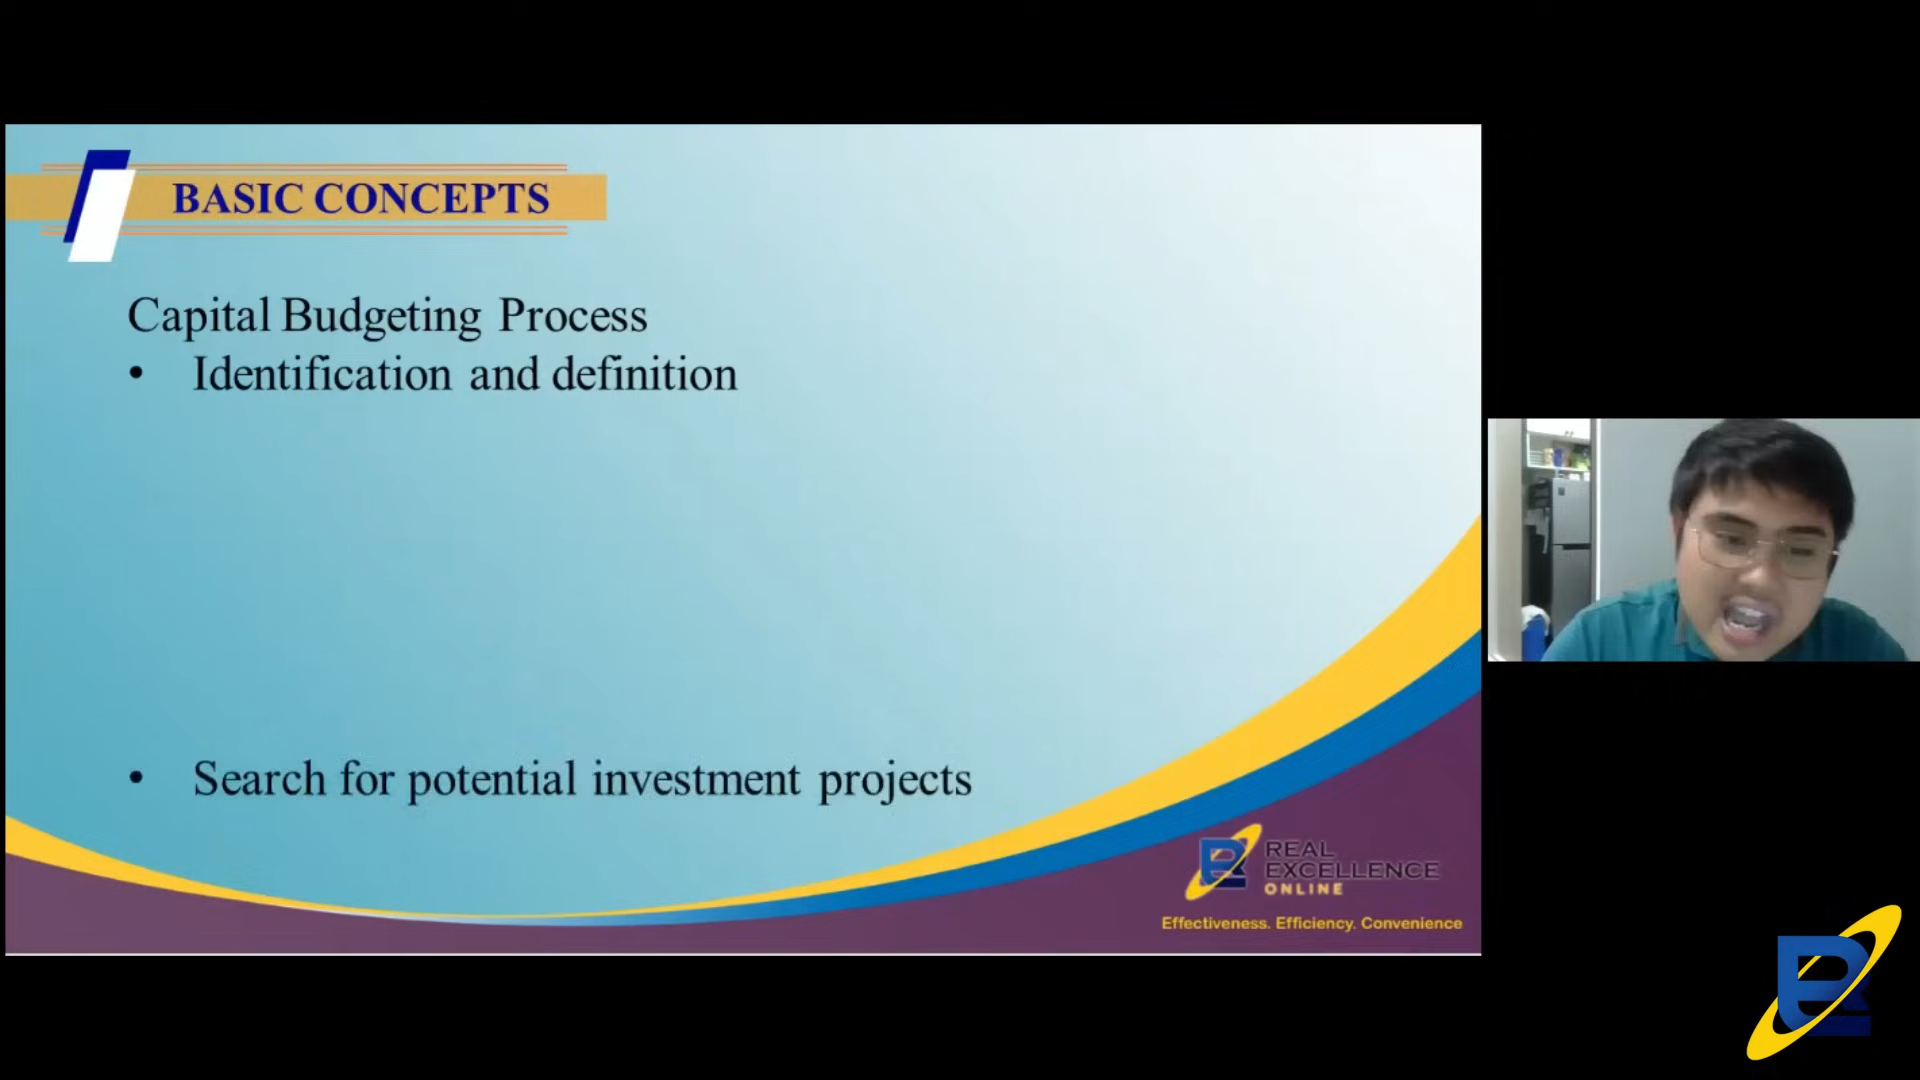 BASIC CONCEPTS
Capital Budgeting Process
• Identification and definition
• Search for potential investment projects
REAL
EXCELLENCE
ONLINE
Effectiveness. Efficiency. Convenience